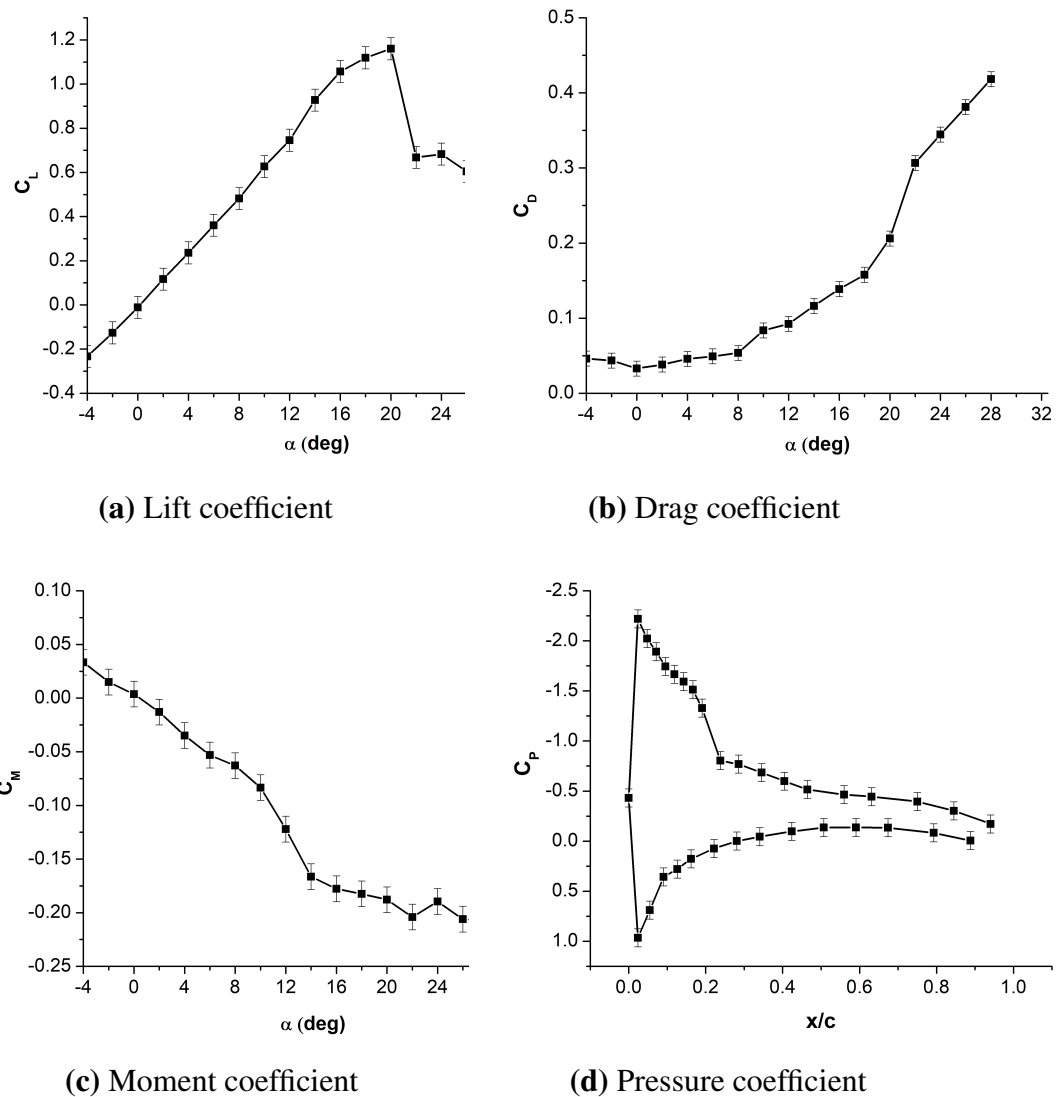 1.2
1.0
0.8
0.6
0.4
0.2
0.0
-0.2
-0.4
C_L
-4 0 4 8 12 16 20 24
α (deg)
(a) Lift coefficient
0.5
0.4
0.3
0.2
0.1
0.0
C_D
-4 0 4 8 12 16 20 24 28 32
α (deg)
(b) Drag coefficient
0.10
0.05
0.00
-0.05
-0.10
-0.15
-0.20
-0.25
C_M
-4 0 4 8 12 16 20 24
α (deg)
(c) Moment coefficient
-2.5
-2.0
-1.5
-1.0
-0.5
0.0
0.5
1.0
C_P
0.0 0.2 0.4 0.6 0.8 1.0
x/c
(d) Pressure coefficient